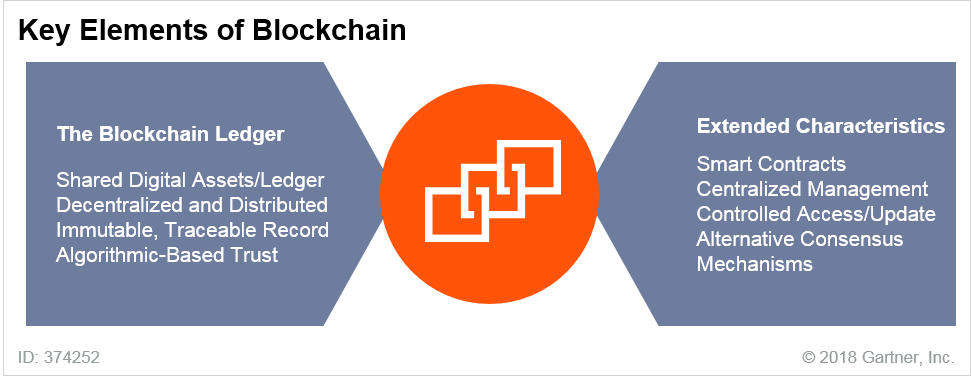 Key Elements of Blockchain
The Blockchain Ledger
Shared Digital Assets/Ledger
Decentralized and Distributed
Immutable, Traceable Record
Algorithmic-Based Trust
Extended Characteristics
Smart Contracts
Centralized Management
Controlled Access/Update
Alternative Consensus
Mechanisms
ID: 374252
© 2018 Gartner, Inc.